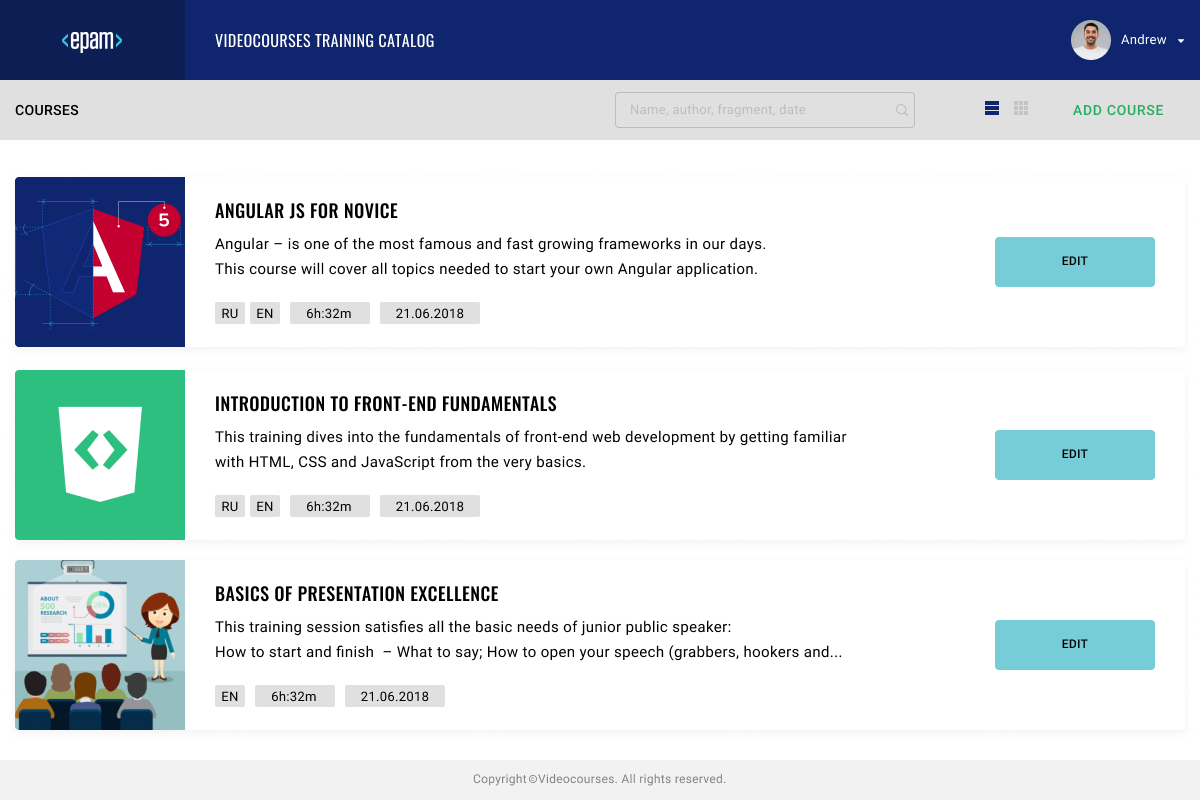 <epam>
VIDEOCOURSES TRAINING CATALOG
Andrew
COURSES
Name, author, fragment, date
ADD COURSE
5
ANGULAR JS FOR NOVICE
Angular – is one of the most famous and fast growing frameworks in our days.
This course will cover all topics needed to start your own Angular application.
RU EN 6h:32m 21.06.2018
EDIT
INTRODUCTION TO FRONT-END FUNDAMENTALS
This training dives into the fundamentals of front-end web development by getting familiar
with HTML, CSS and JavaScript from the very basics.
RU EN 6h:32m 21.06.2018
EDIT
ABOUT
500
RESEARCH
BASICS OF PRESENTATION EXCELLENCE
This training session satisfies all the basic needs of junior public speaker:
How to start and finish – What to say; How to open your speech (grabbers, hookers and...
EN 6h:32m 21.06.2018
EDIT
Copyright©Videocourses. All rights reserved.